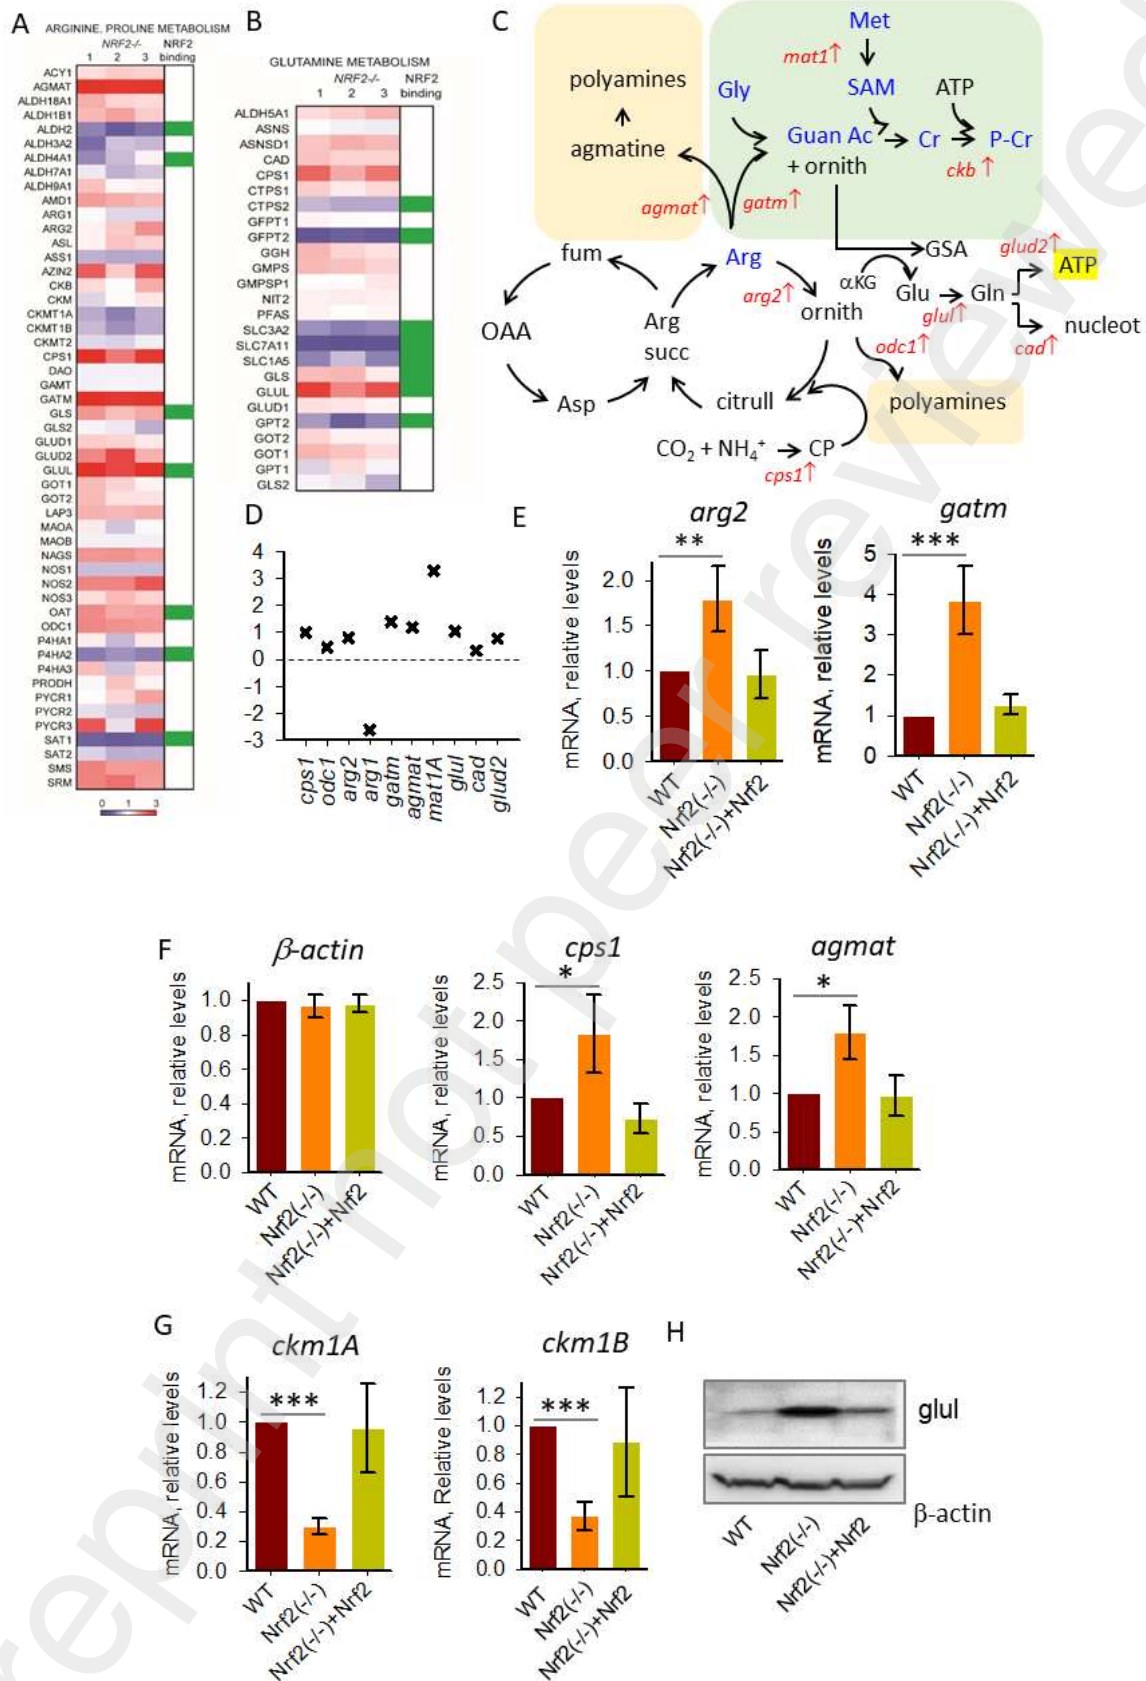 A
ARGININE, PROLINE METABOLISM
NRF2-/- NRF2
1 2 3 binding
ACY1
AGMAT
ALDH18A1
ALDH1B1
ALDH2
ALDH3A2
ALDH4A1
ALDH7A1
ALDH9A1
AMD1
ARG1
ARG2
ASL
ASS1
AZIN2
CKB
CKM
CKMT1A
CKMT1B
CKMT2
CPS1
DAO
GAMT
GATM
GLS
GLS2
GLUD1
GLUD2
GLUL
GOT1
GOT2
LAP3
MAOA
MAOB
NAGS
NOS1
NOS2
NOS3
OAT
ODC1
P4HA1
P4HA2
P4HA3
PRODH
PYCR1
PYCR2
PYCR3
SAT1
SAT2
SMS
SRM
0 1 3
B
GLUTAMINE METABOLISM
NRF2-/- NRF2
1 2 3 binding
ALDH5A1
ASNS
ASNSD1
CAD
CPS1
CTPS1
CTPS2
GFPT1
GFPT2
GGH
GMPS
GMPSP1
NIT2
PFAS
SLC3A2
SLC7A11
SLC1A5
GLS
GLUL
GLUD1
GPT2
GOT2
GOT1
GPT1
GLS2
C
Met
mat1↑
polyamines
Gly
SAM
ATP
agmatine
Guan Ac
Cr
P-Cr
+ ornith
ckb↑
agmat↑
gatm↑
fum
Arg
GSA
glud2↑
ATP
αKG
Glu
Gln
arg2↑
ornith
glul↑
nucleot
OAA
Arg
succ
odc1↑
cad↑
Asp
citrull
polyamines
CO2 + NH4+
CP
cps1↑
D
4
3
2
1
0
-1
-2
-3
cps1
odc1
arg2
arg1
gatm
agmat
mat1A
glul
cad
glud2
E
arg2
**
mRNA, relative levels
2.0
1.5
1.0
0.5
0.0
WT
Nrf2(-/-)
Nrf2(-/-)+Nrf2
gatm
***
mRNA, relative levels
5
4
3
2
1
0
WT
Nrf2(-/-)
Nrf2(-/-)+Nrf2
F
β-actin
mRNA, relative levels
1.0
0.8
0.6
0.4
0.2
0.0
WT
Nrf2(-/-)
Nrf2(-/-)+Nrf2
cps1
*
mRNA, relative levels
2.5
2.0
1.5
1.0
0.5
0.0
WT
Nrf2(-/-)
Nrf2(-/-)+Nrf2
agmat
*
mRNA, relative levels
2.5
2.0
1.5
1.0
0.5
0.0
WT
Nrf2(-/-)
Nrf2(-/-)+Nrf2
G
ckm1A
***
mRNA, relative levels
1.2
1.0
0.8
0.6
0.4
0.2
0.0
WT
Nrf2(-/-)
Nrf2(-/-)+Nrf2
ckm1B
***
mRNA, Relative levels
1.2
1.0
0.8
0.6
0.4
0.2
0.0
WT
Nrf2(-/-)
Nrf2(-/-)+Nrf2
H
glul
β-actin
WT
Nrf2(-/-)
Nrf2(-/-)+Nrf2
reprint not peer reviewe